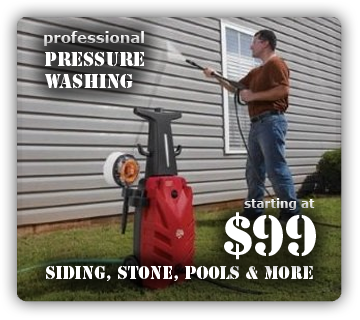 professional
PRESSURE
WASHING
starting at
$99
SIDING, STONE, POOLS & MORE